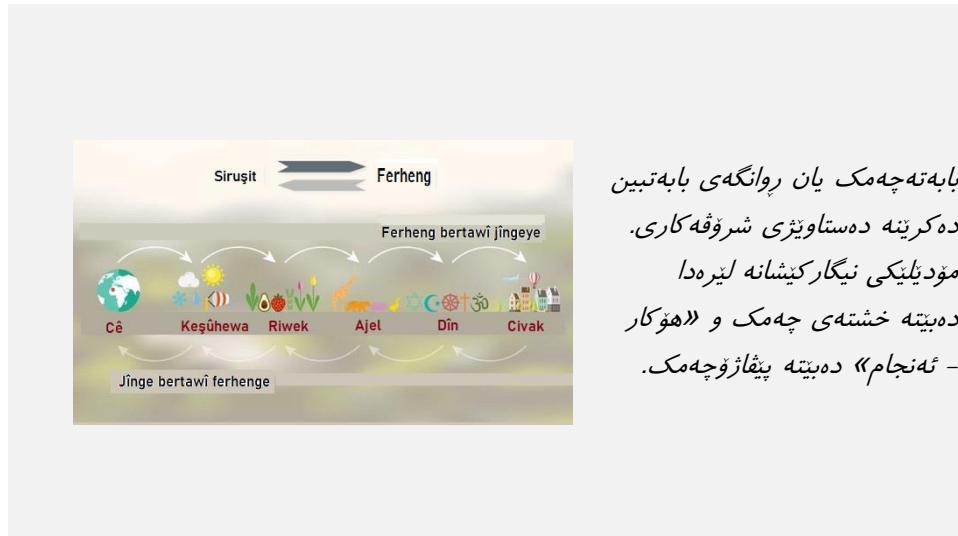 Siruşit
Ferheng
Ferheng bertawî jîngeye
Cê Keşûhewa Riwek Ajel Dîn Civak
Jînge bertawî ferhenge
بابەتەچەمک یان ڕوانگەی بابەتبین
دەکرێنە دەستاوێژی شرۆڤەکاری.
مۆدێلێکی نیگارکێشانە لێرەدا
دەبێتە خشتەی چەمک و «هۆکار
– ئەنجام» دەبێتە پێڤاژۆچەمک.